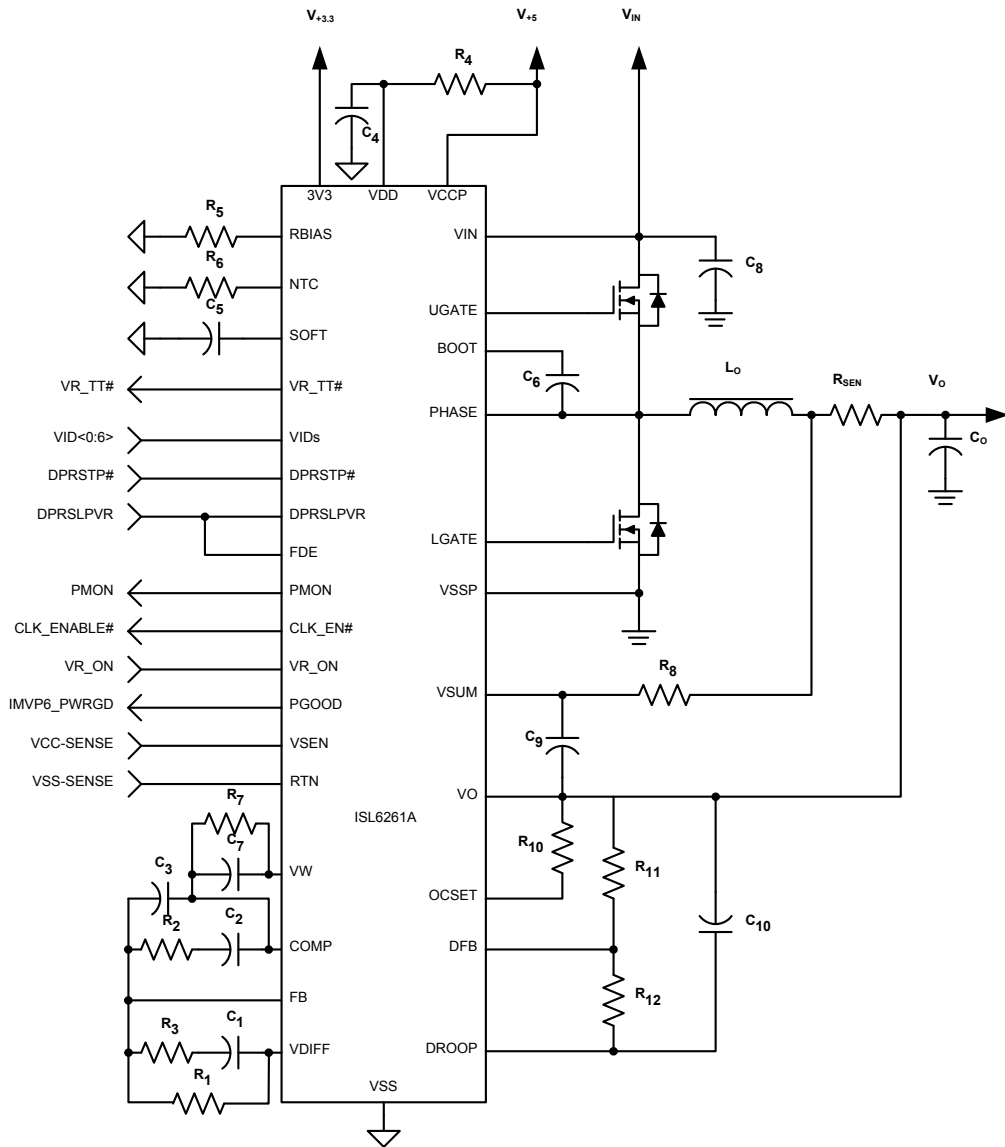 V+3.3
V+5
VIN
R4
C4
3V3
VDD
VCCP
R5
RBIAS
VIN
C8
R6
NTC
C5
UGATE
SOFT
BOOT
C6
LO
RSEN
VO
VR_TT#
VR_TT#
PHASE
CO
VID<0:6>
VIDs
DPRSTP#
DPRSTP#
DPRSLPVR
DPRSLPVR
LGATE
FDE
PMON
PMON
VSSP
CLK_ENABLE#
CLK_EN#
VR_ON
VR_ON
R8
VSUM
IMVP6_PWRGD
PGOOD
C9
VCC-SENSE
VSEN
VSS-SENSE
RTN
VO
R7
ISL6261A
R10
C7
R11
C3
VW
OCSET
C10
R2
C2
COMP
DFB
R12
FB
R3
C1
VDIFF
DROOP
R1
VSS